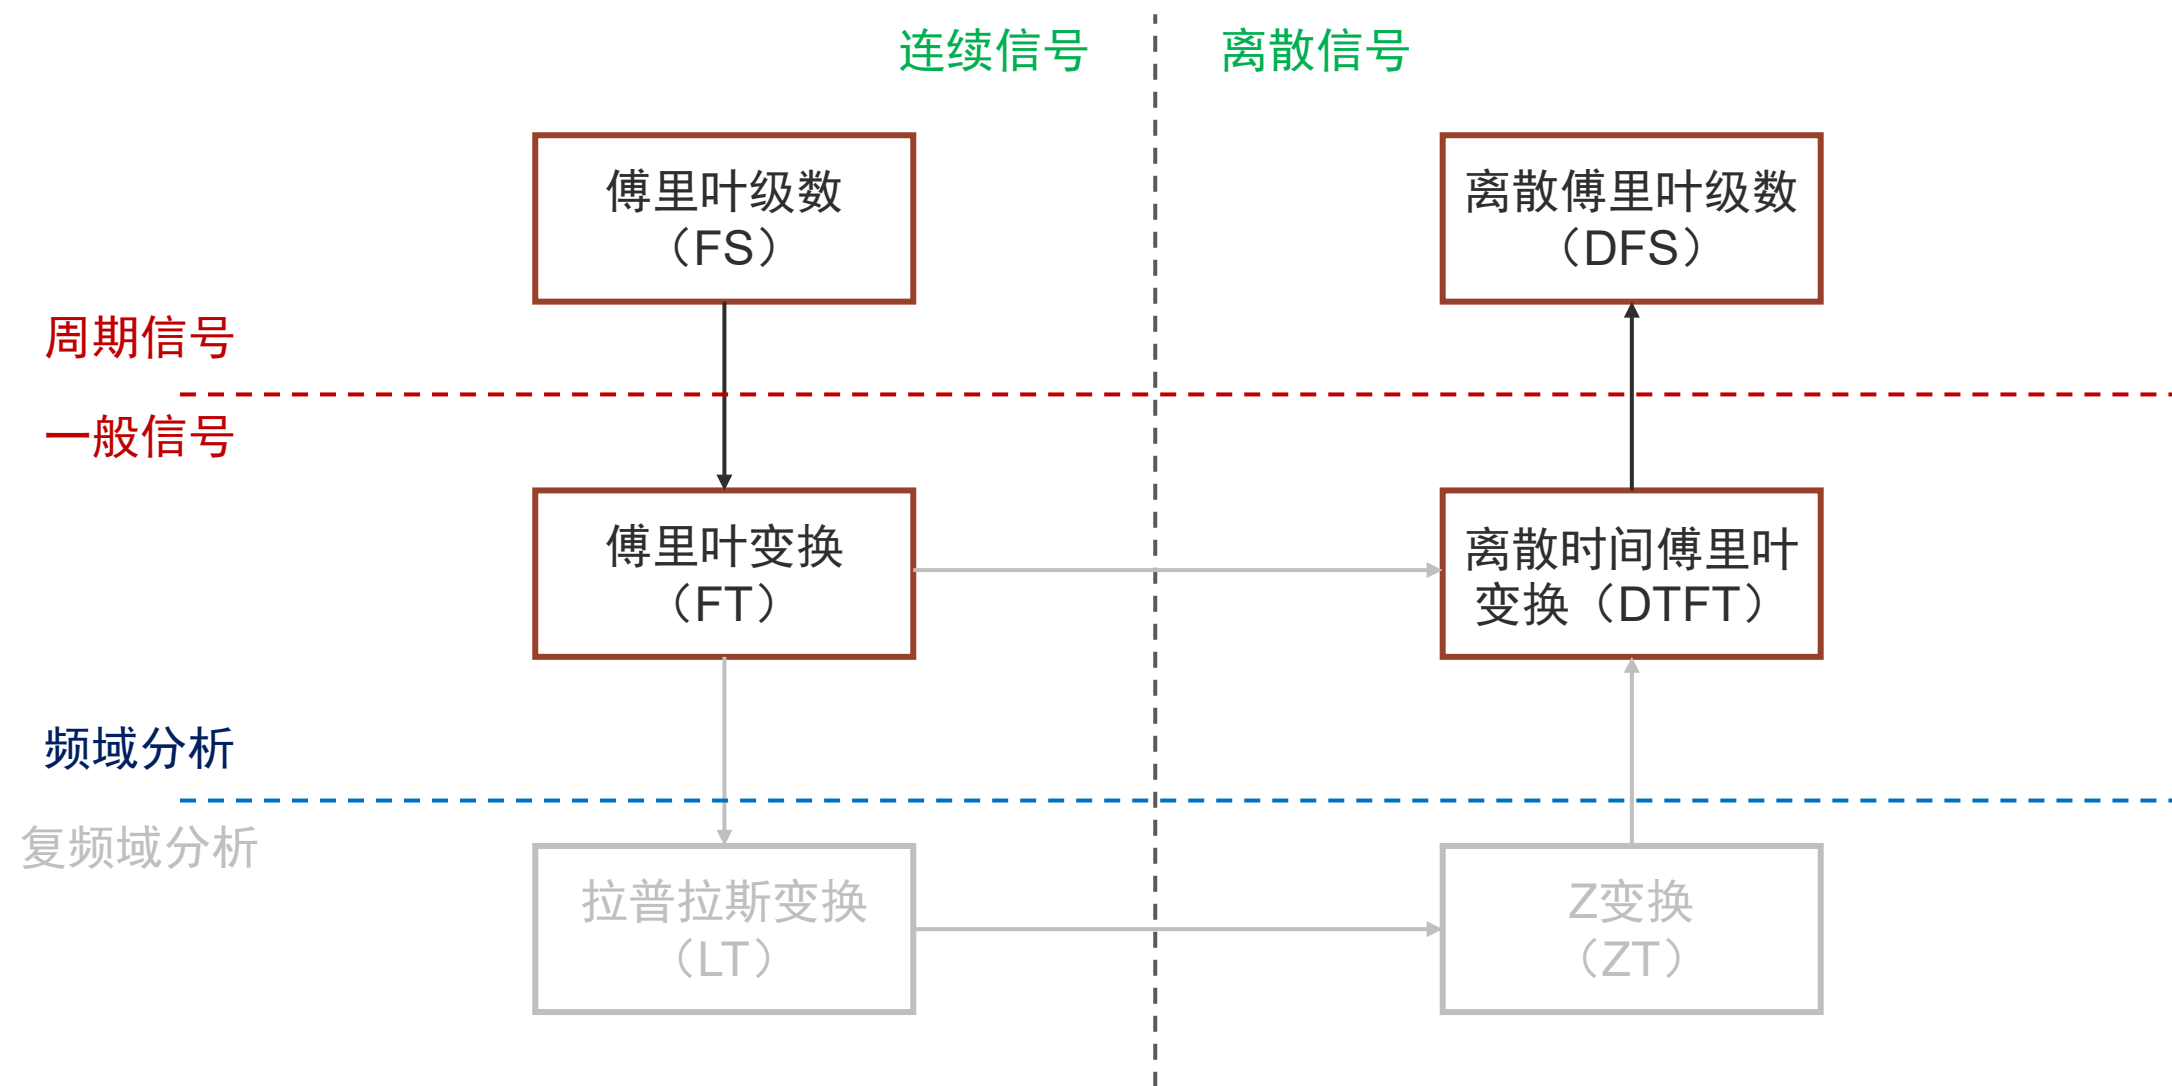 连续信号
离散信号
傅里叶级数
（FS）
离散傅里叶级数
（DFS）
周期信号
一般信号
傅里叶变换
（FT）
离散时间傅里叶
变换（DTFT）
频域分析
复频域分析
拉普拉斯变换
（LT）
Z变换
（ZT）